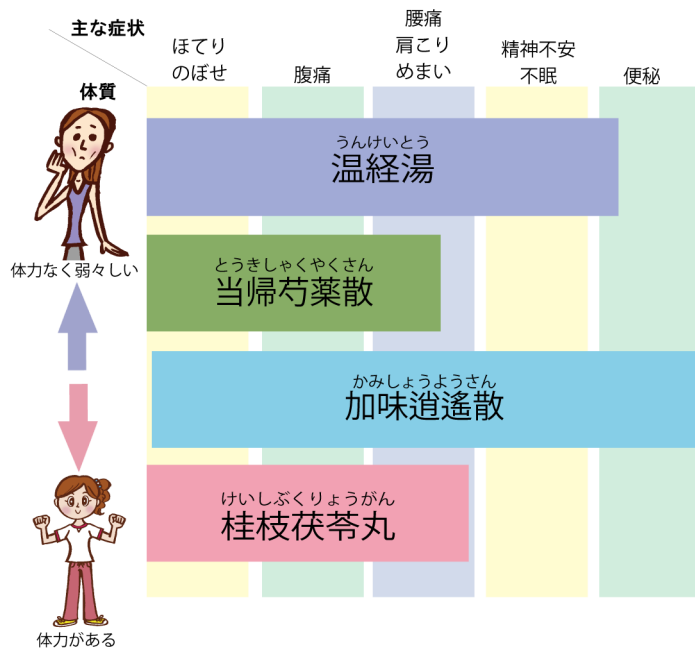 主な症状
体質
ほてり
のぼせ
腹痛
腰痛
肩こり
めまい
精神不安
不眠
便秘
うんけいとう
温経湯
体力なく弱々しい
とうきしゃくやくさん
当帰芍薬散
かみしょうようさん
加味逍遙散
けいしぶくりょうがん
桂枝茯苓丸
体力がある